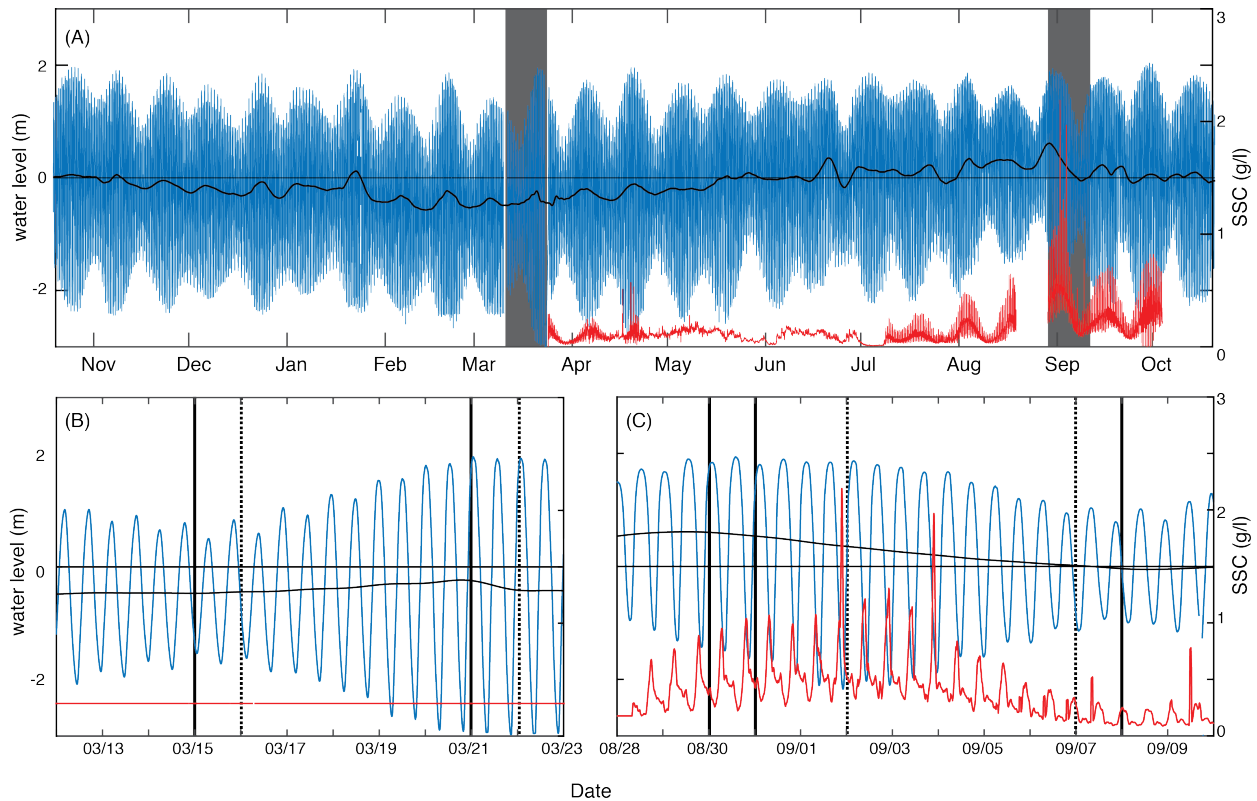 (A)
3
2
2
water level (m)
0
SSC (g/l)
1
-2
0
Nov Dec Jan Feb Mar Apr May Jun Jul Aug Sep Oct
(B) (C)
3
2
2
water level (m)
0
SSC (g/l)
1
-2
0
03/13 03/15 03/17 03/19 03/21 03/23 08/28 08/30 09/01 09/03 09/05 09/07 09/09
Date